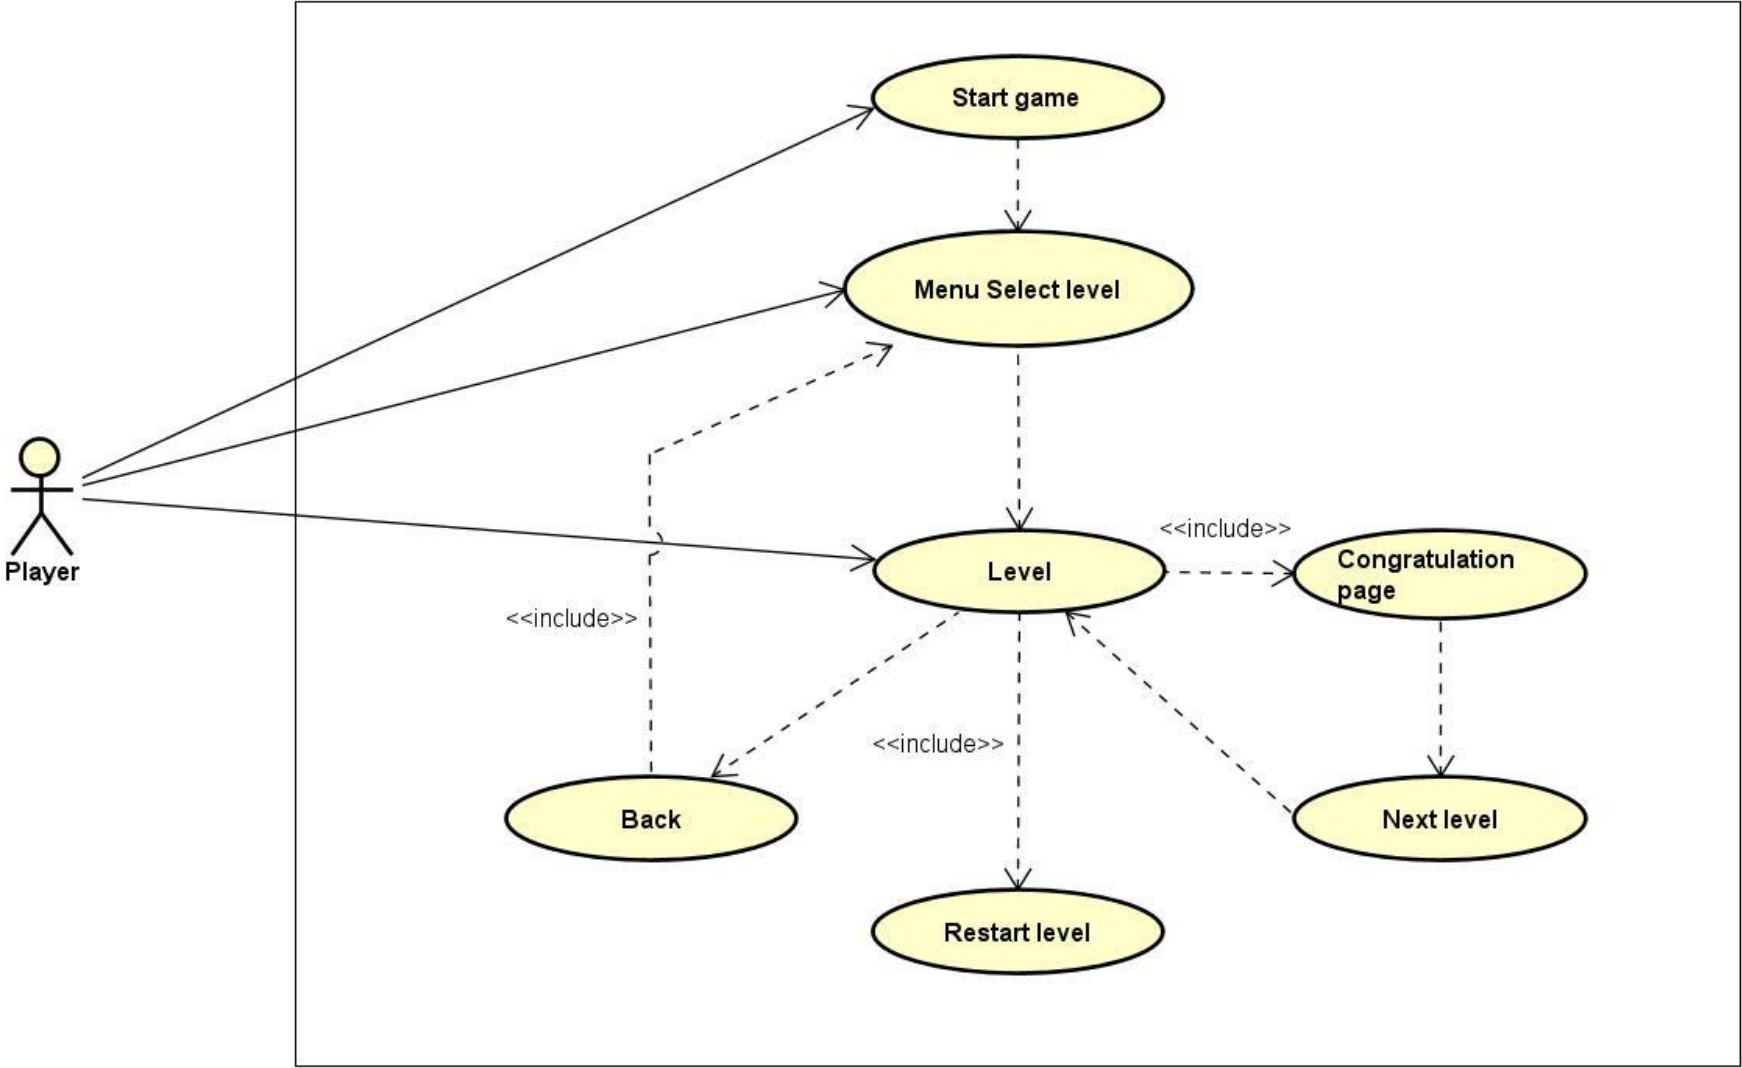 Start game
Menu Select level
<<include>>
Level
Congratulation
page
Player
<<include>>
<<include>>
Back
Next level
Restart level